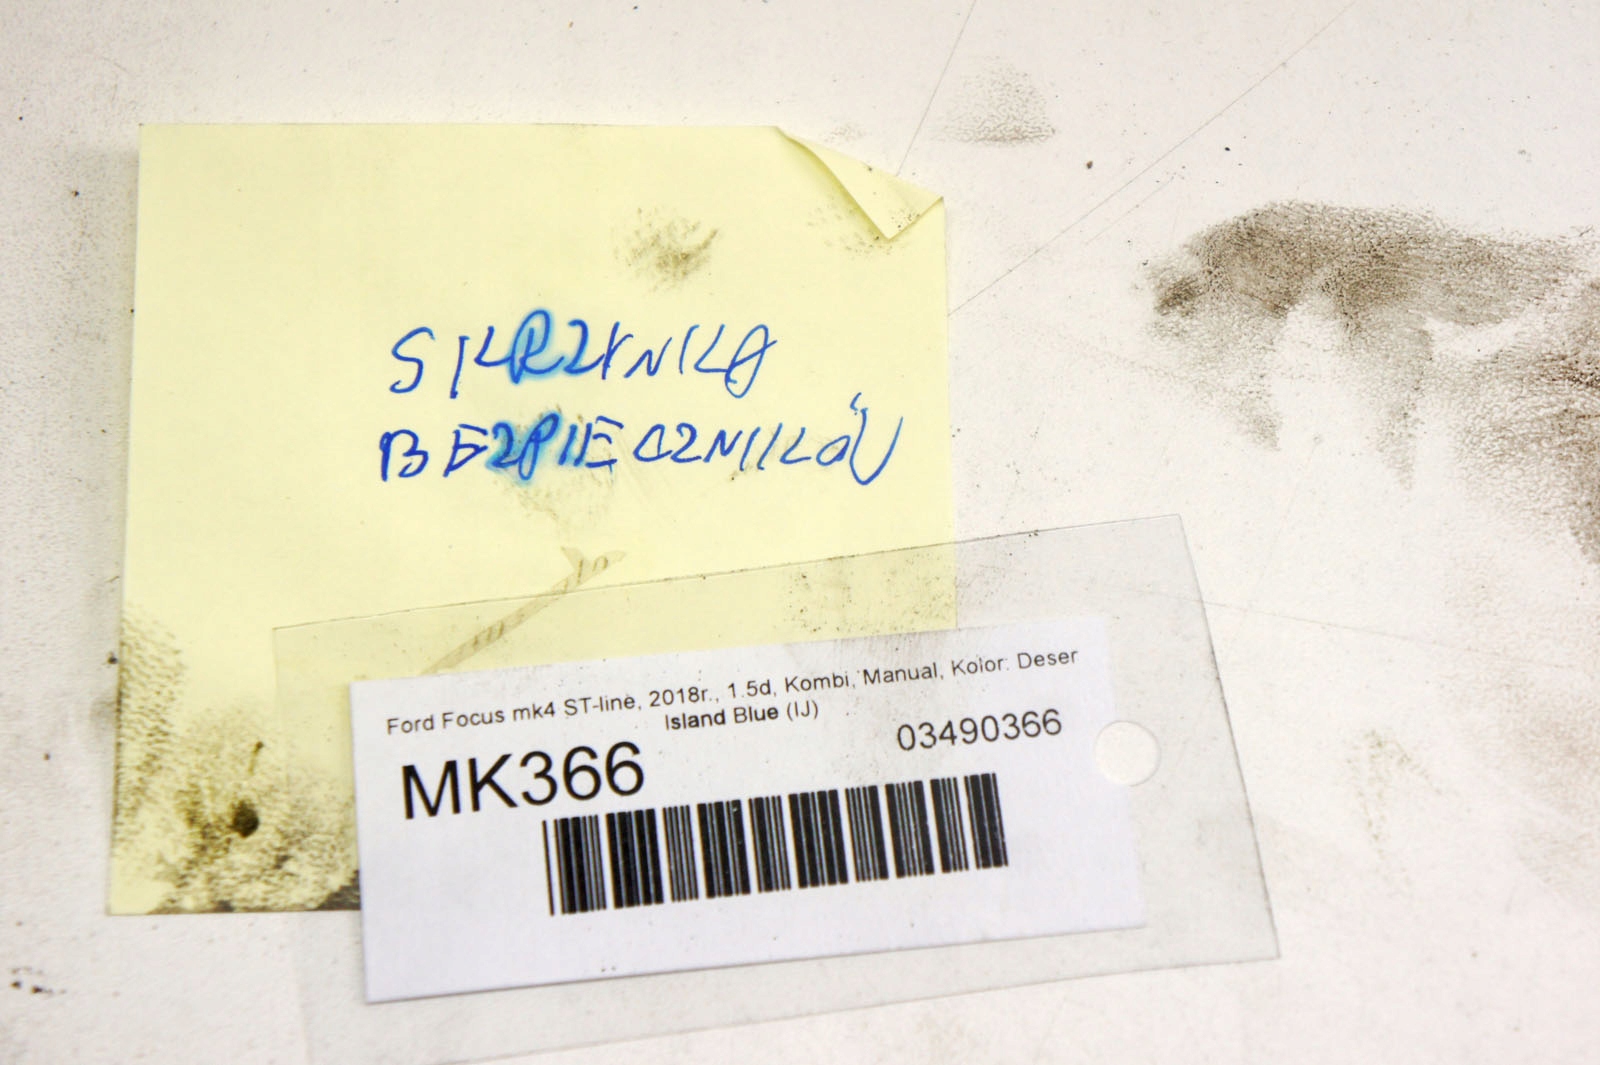 SKRZYNKA
BEZPIECZNIKÓW
Ford Focus mk4 ST-line, 2018r., 1.5d, Kombi, Manual, Kolor: Deser
Island Blue (IJ)
MK366
03490366